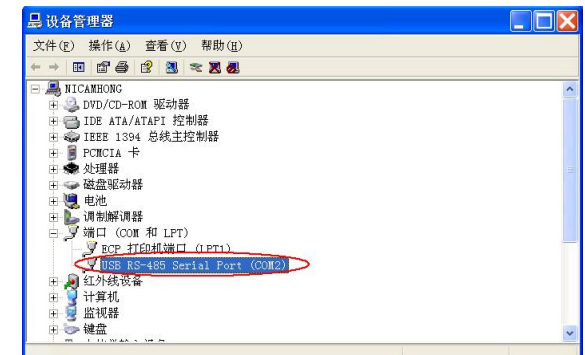 设备管理器
文件(F) 操作(A) 查看(V) 帮助(H)
NICAMHONG
DVD/CD-ROM 驱动器
IDE ATA/ATAPI 控制器
IEEE 1394 总线主控制器
PCMCIA 卡
处理器
磁盘驱动器
电池
调制解调器
端口 (COM 和 LPT)
ECP 打印机端口 (LPT1)
USB RS-485 Serial Port (COM2)
红外线设备
计算机
监视器
键盘